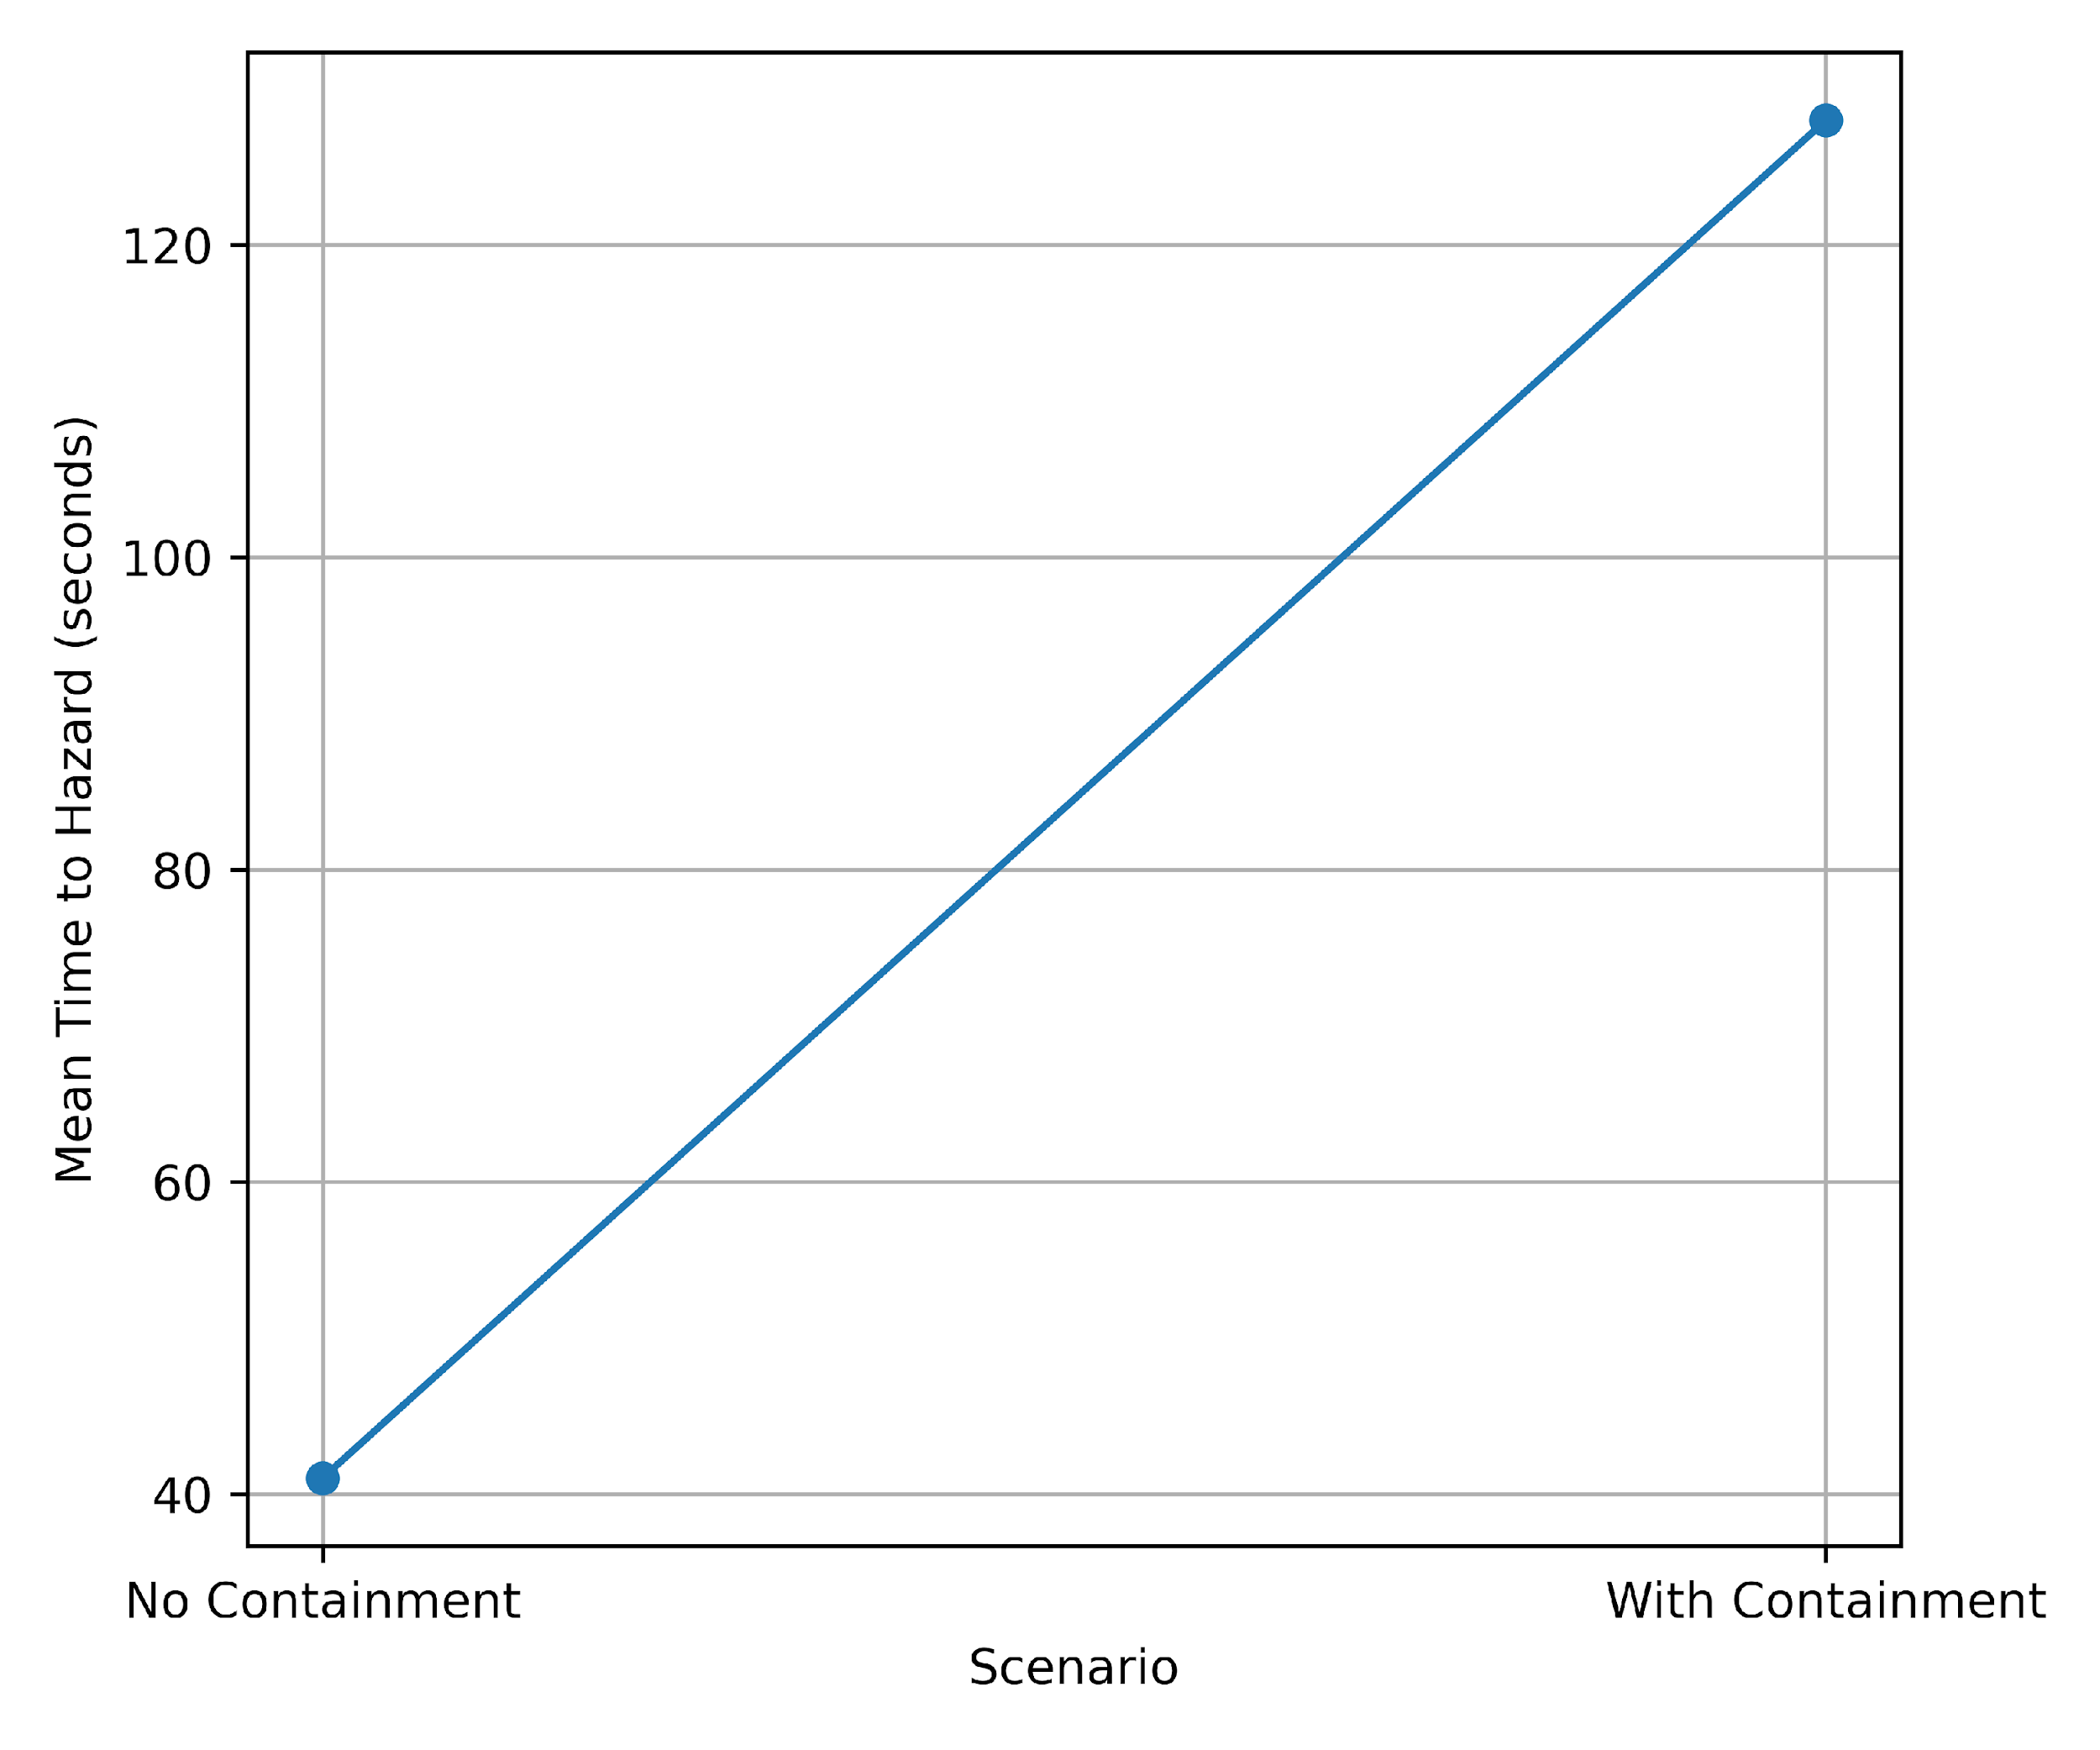 Mean Time to Hazard (seconds)
120
100
80
60
40
No Containment
With Containment
Scenario